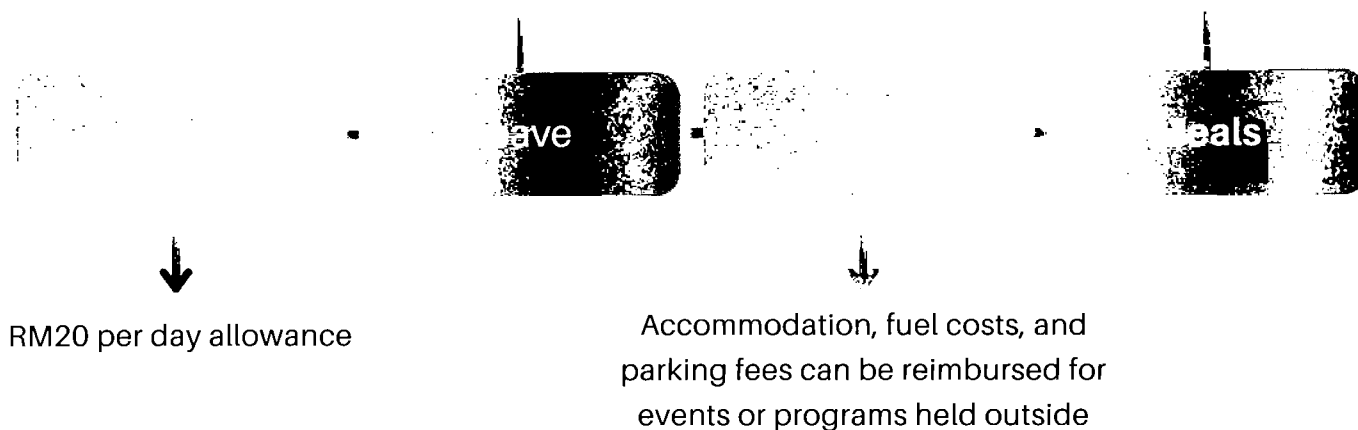 ave
eals
RM20 per day allowance
Accommodation, fuel costs, and
parking fees can be reimbursed for
events or programs held outside